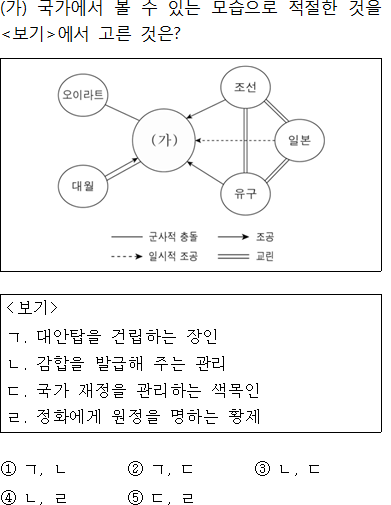 (가) 국가에서 볼 수 있는 모습으로 적절한 것을
<보기>에서 고른 것은?
조선
오이라트
(가)
일본
대월
유구
군사적 충돌
조공
일시적 조공
교린
<보기>
ㄱ. 대안탑을 건립하는 장인
ㄴ. 감합을 발급해 주는 관리
ㄷ. 국가 재정을 관리하는 색목인
ㄹ. 정화에게 원정을 명하는 황제
① ㄱ, ㄴ ② ㄱ, ㄷ ③ ㄴ, ㄷ
④ ㄴ, ㄹ ⑤ ㄷ, ㄹ